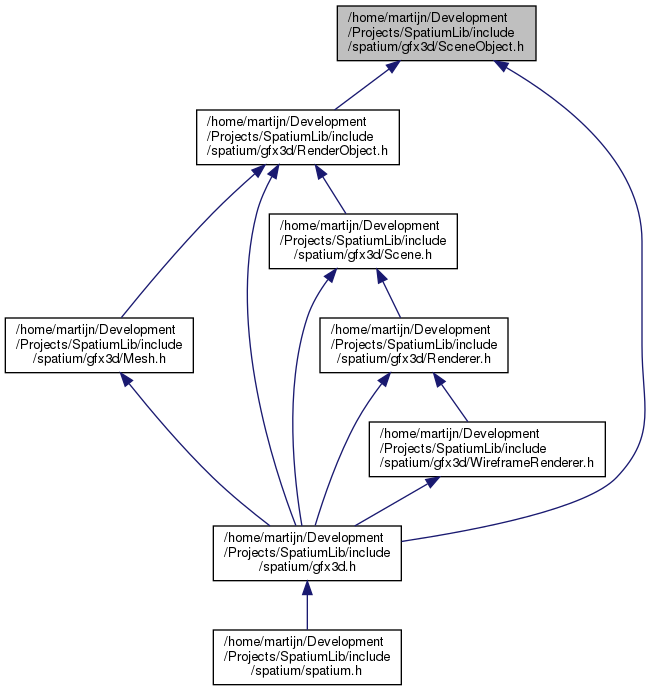 /home/martijn/Development
/Projects/SpatiumLib/include
/spatium/gfx3d/SceneObject.h
/home/martijn/Development
/Projects/SpatiumLib/include
/spatium/gfx3d/RenderObject.h
/home/martijn/Development
/Projects/SpatiumLib/include
/spatium/gfx3d/Scene.h
/home/martijn/Development
/Projects/SpatiumLib/include
/spatium/gfx3d/Mesh.h
/home/martijn/Development
/Projects/SpatiumLib/include
/spatium/gfx3d/Renderer.h
/home/martijn/Development
/Projects/SpatiumLib/include
/spatium/gfx3d/WireframeRenderer.h
/home/martijn/Development
/Projects/SpatiumLib/include
/spatium/gfx3d.h
/home/martijn/Development
/Projects/SpatiumLib/include
/spatium/spatium.h